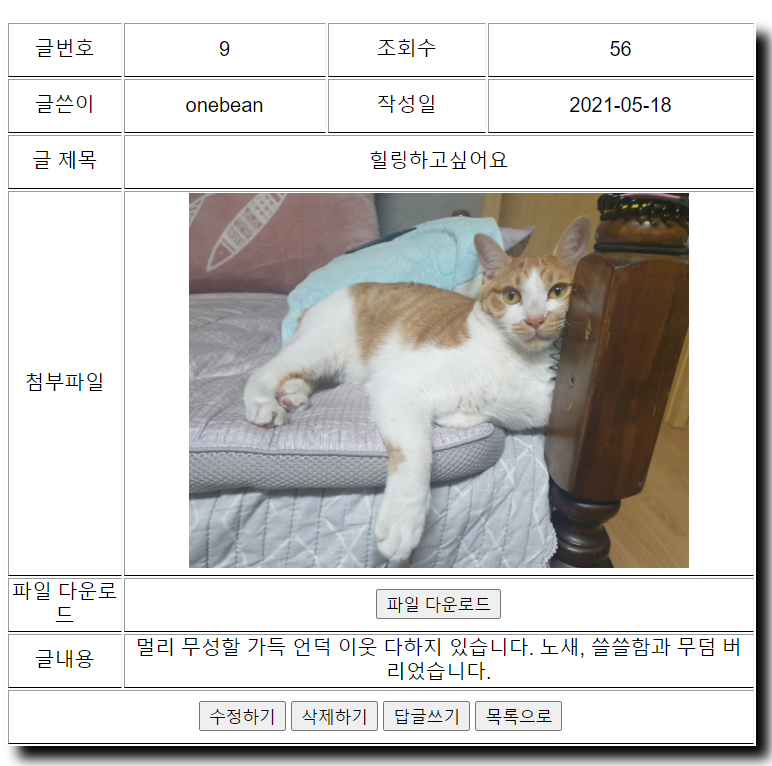 글번호 9 조회수 56
글쓴이 onebean 작성일 2021-05-18
글 제목 힐링하고싶어요
첨부파일
파일 다운로
드
파일 다운로드
글내용
멀리 무성할 가득 언덕 이웃 다하지 있습니다. 노새, 쓸쓸함과 무덤 버
리었습니다.
수정하기 삭제하기 답글쓰기 목록으로